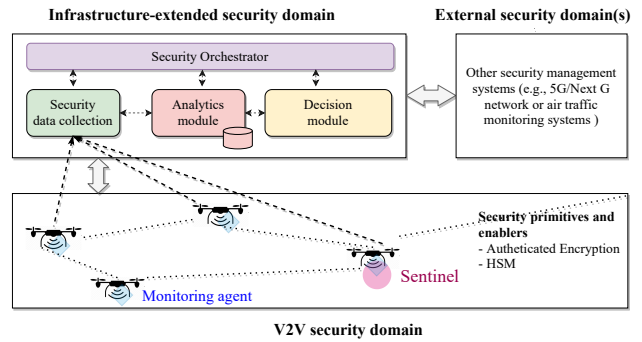 Infrastructure-extended security domain
External security domain(s)
Security Orchestrator
Security
data collection
Analytics
module
Decision
module
Other security management
systems (e.g., 5G/Next G
network or air traffic
monitoring systems )
Security primitives and
enablers
- Autheticated Encryption
- HSM
Sentinel
Monitoring agent
V2V security domain